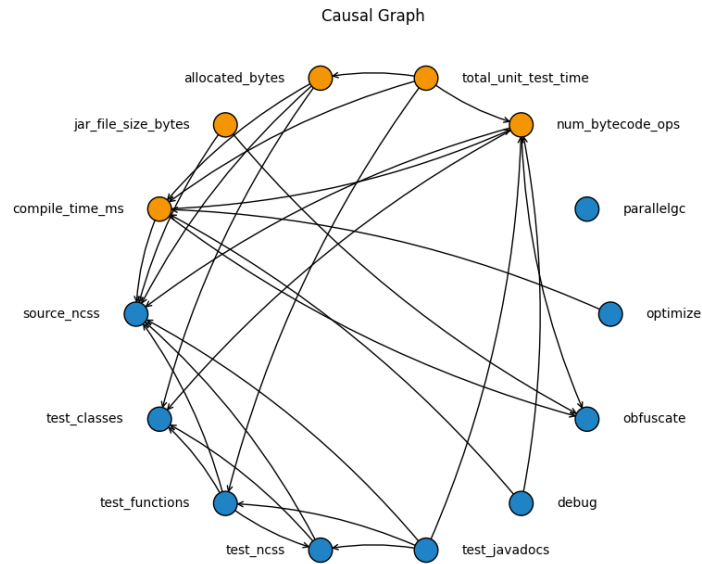 Causal Graph
allocated_bytes
total_unit_test_time
jar_file_size_bytes
num_bytecode_ops
compile_time_ms
parallelgc
source_ncss
optimize
test_classes
obfuscate
test_functions
debug
test_ncss
test_javadocs